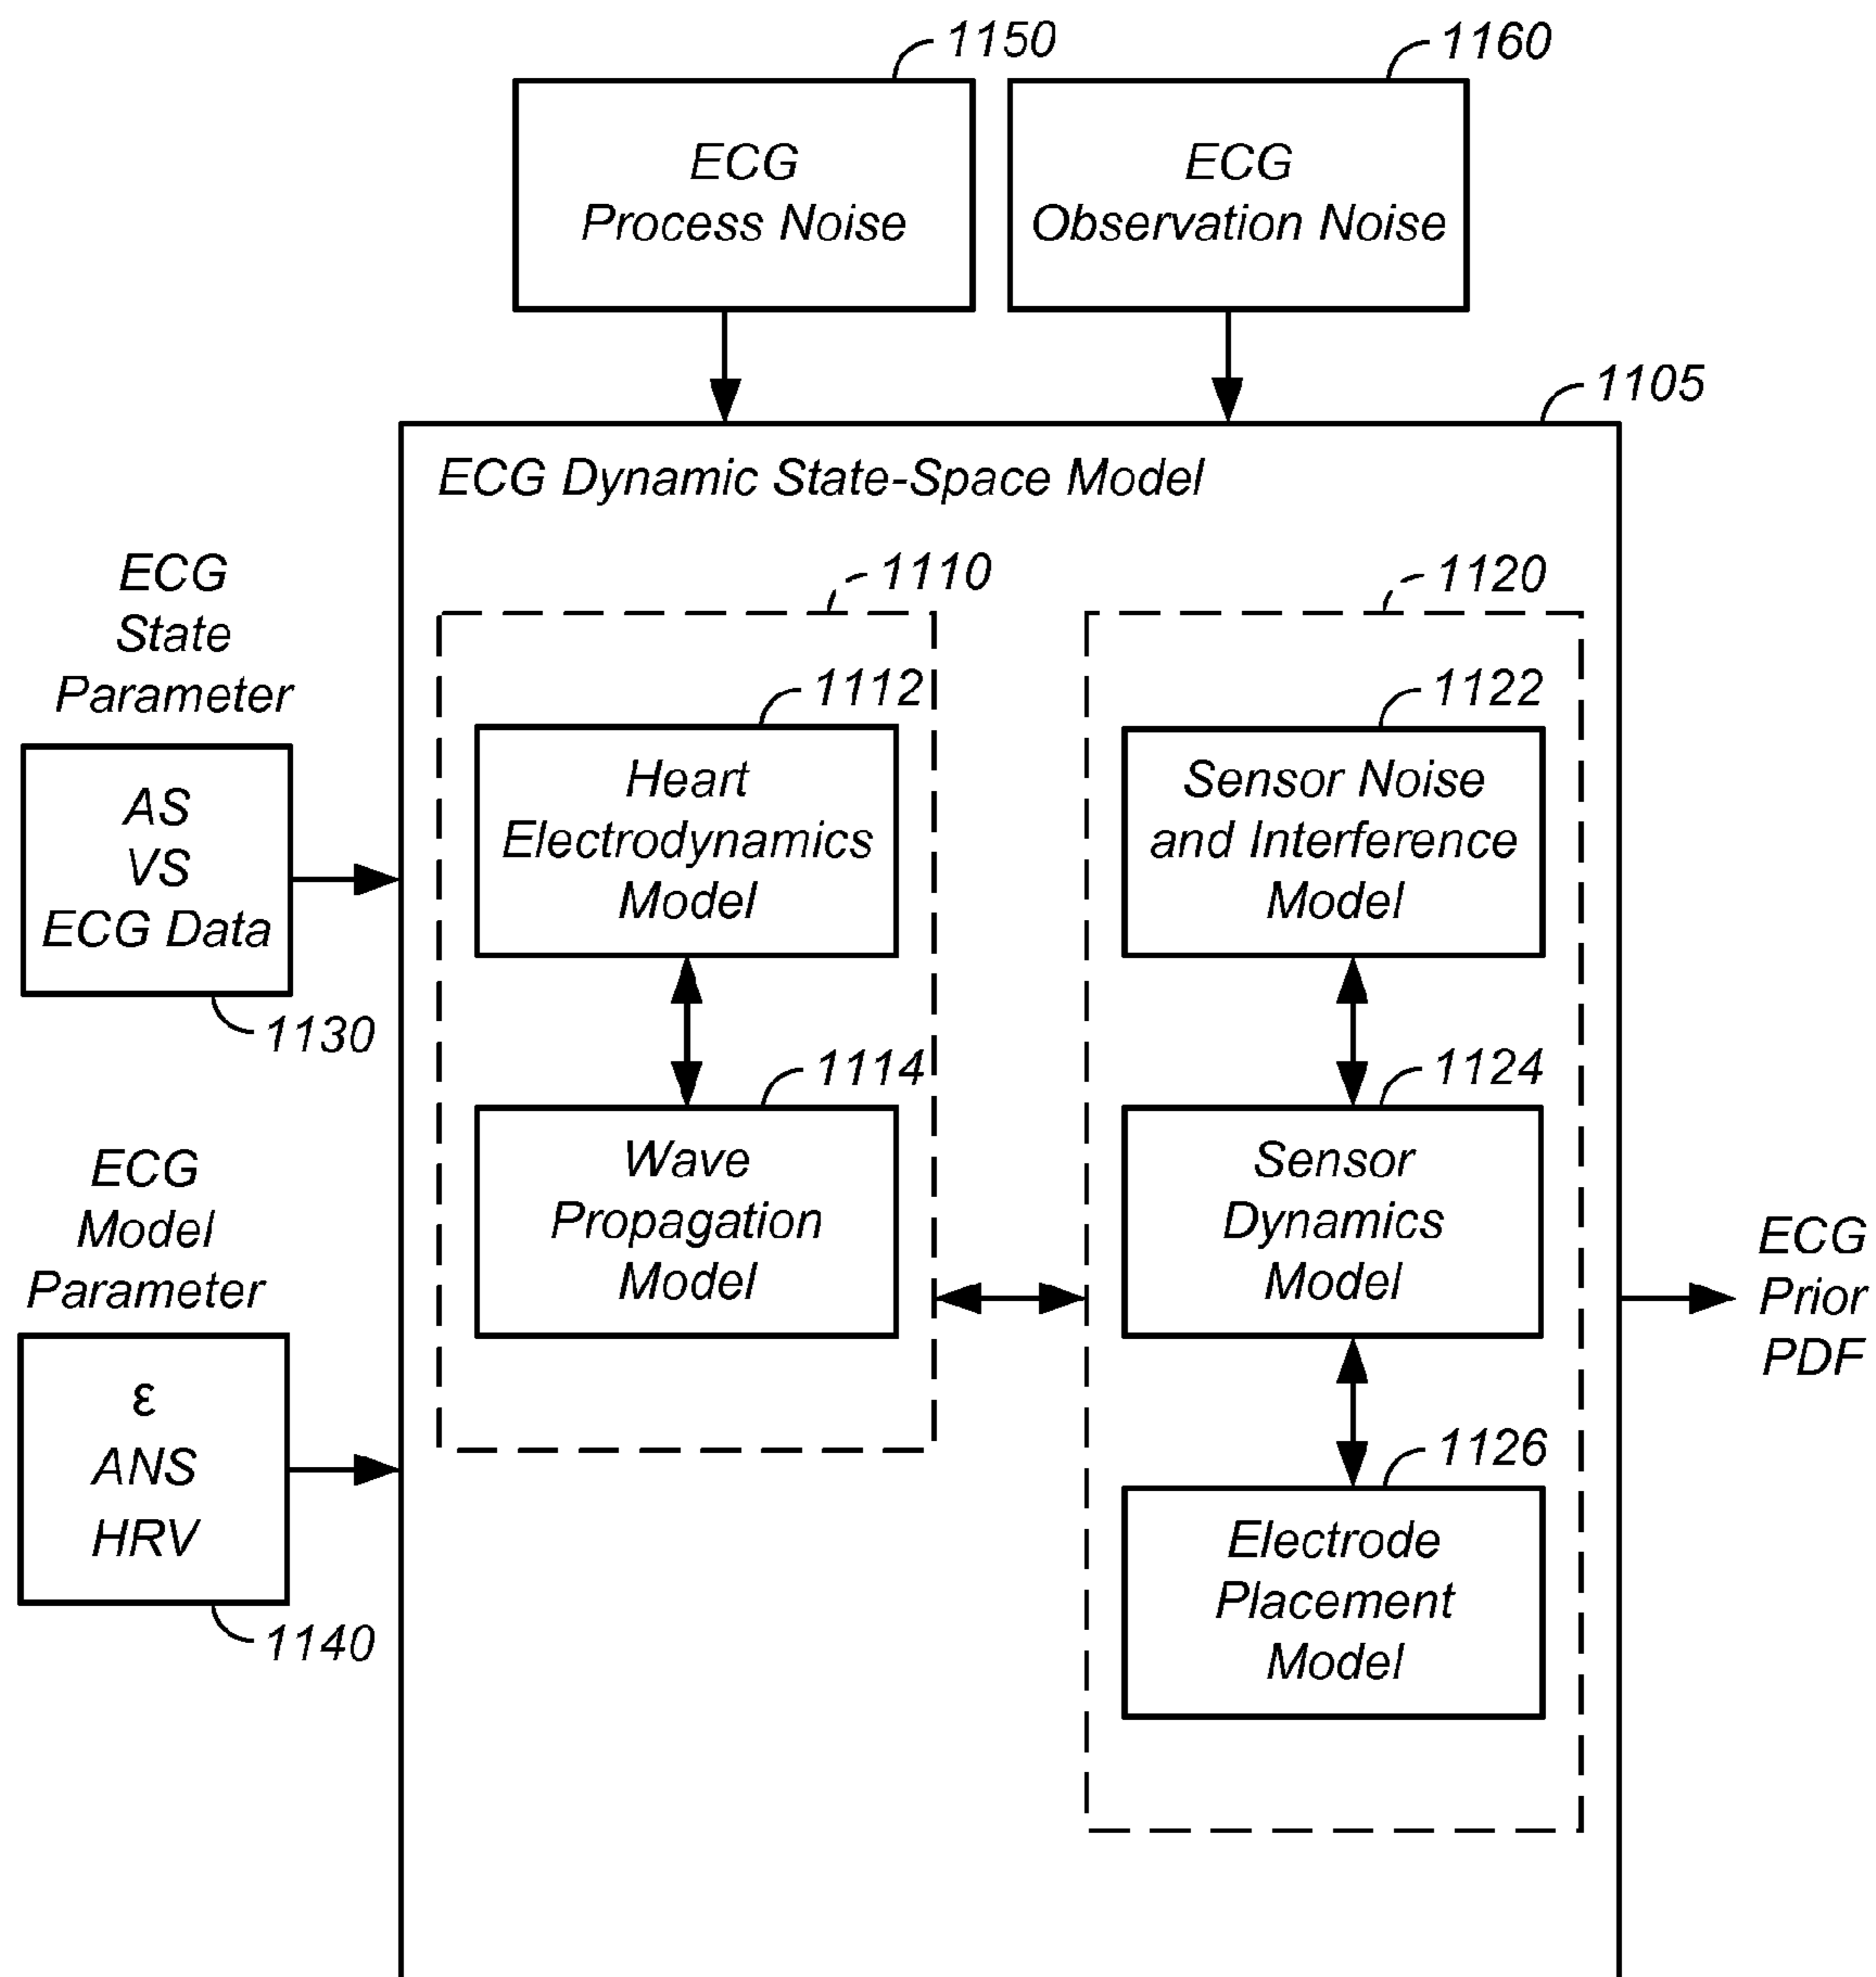 1150
1160
ECG
Process Noise
ECG
Observation Noise
1105
ECG Dynamic State-Space Model
ECG
State
Parameter
AS
VS
ECG Data
1130
ECG
Model
Parameter
ε
ANS
HRV
1140
1110
1112
Heart
Electrodynamics
Model
1114
Wave
Propagation
Model
1120
1122
Sensor Noise
and Interference
Model
1124
Sensor
Dynamics
Model
1126
Electrode
Placement
Model
ECG
Prior
PDF